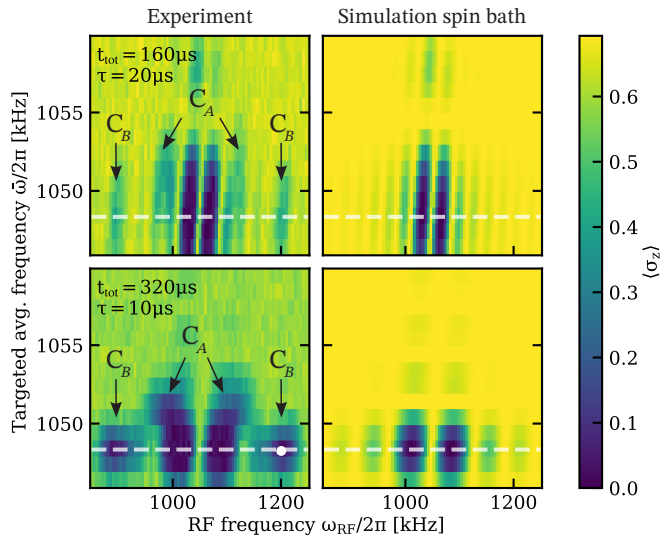 Experiment
Simulation spin bath
t_tot = 160µs
τ = 20µs
C_A
C_B
C_B
1055
1050
0.6
0.5
0.4
0.3
0.2
0.1
0.0
⟨σ_z⟩
Targeted avg. frequency ω̄/2π [kHz]
t_tot = 320µs
τ = 10µs
C_A
C_B
C_B
1055
1050
1000
1200
1000
1200
RF frequency ω_RF/2π [kHz]